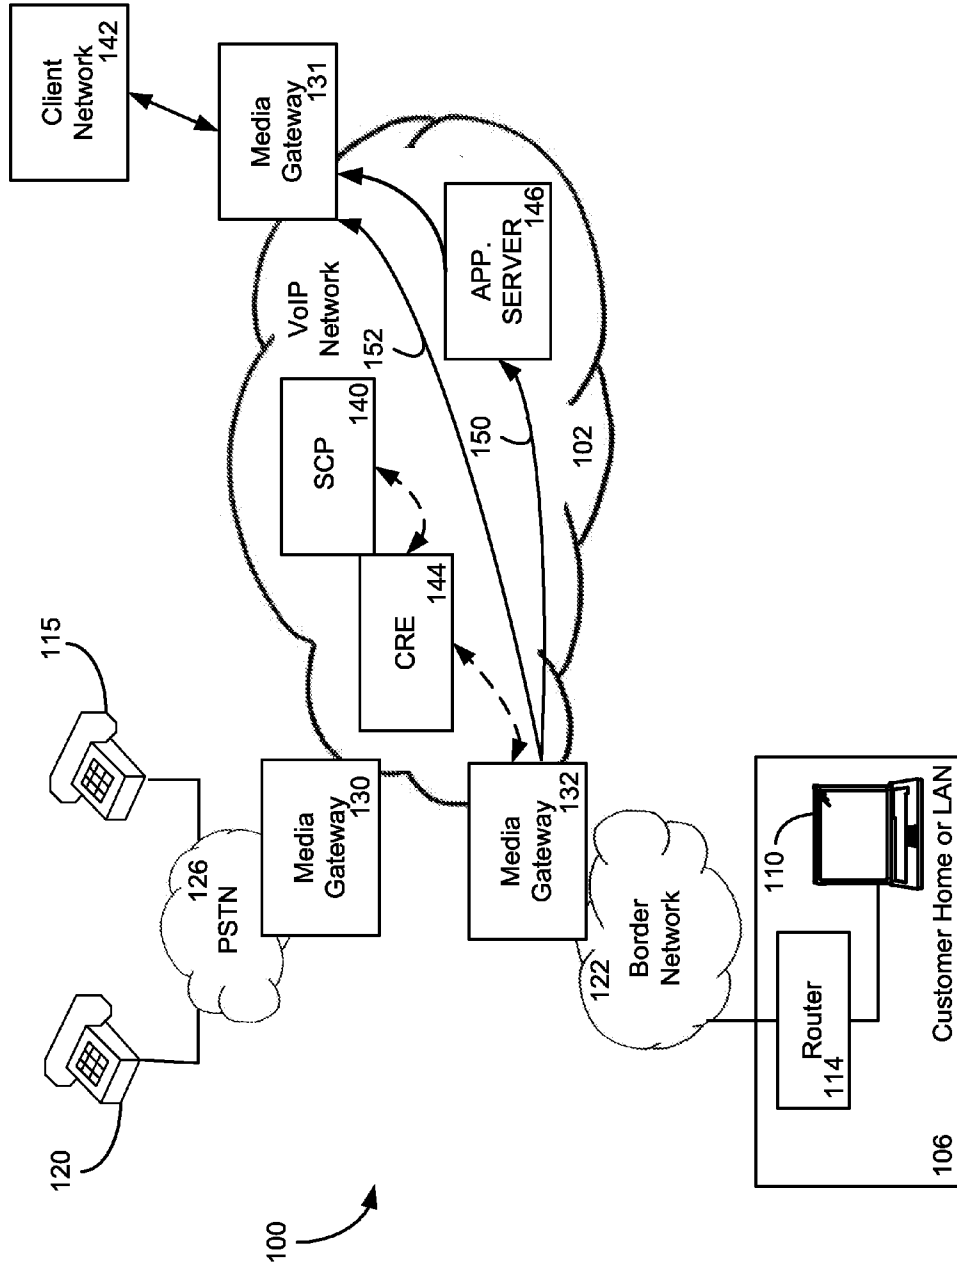 120
115
PSTN
126
Media
Gateway
130
Media
Gateway
132
122
Border
Network
Router
114
110
106
Customer Home or LAN
100
Client
Network
142
Media
Gateway
131
VoIP
Network
SCP
140
CRE
144
152
150
APP.
SERVER
146
102